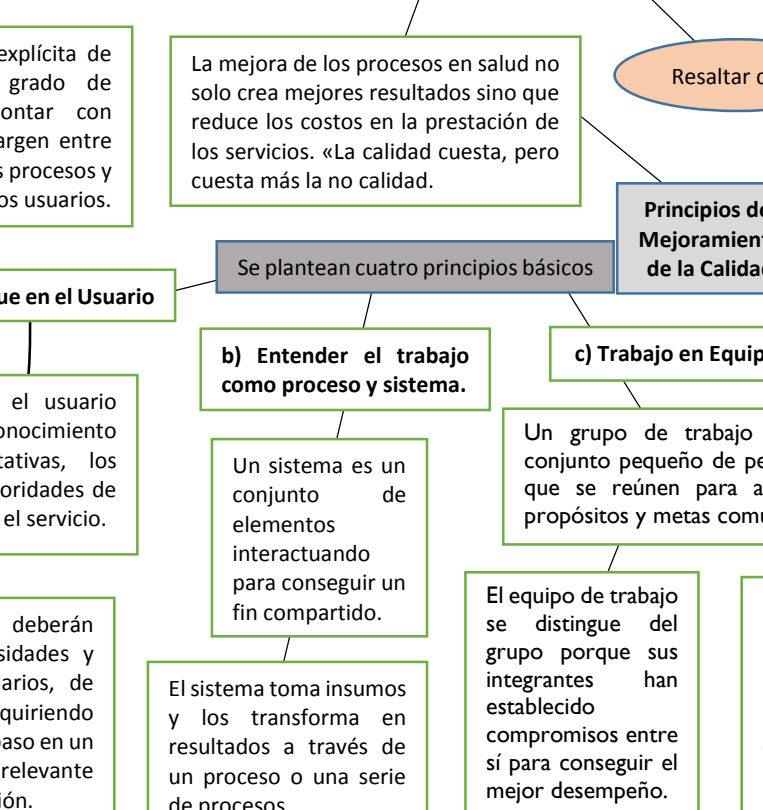 explícita de
grado de
ontar con
argen entre
s procesos y
os usuarios.
La mejora de los procesos en salud no
solo crea mejores resultados sino que
reduce los costos en la prestación de
los servicios. «La calidad cuesta, pero
cuesta más la no calidad.
Resaltar
Principios de
Mejoramient
de la Calidad
Se plantean cuatro principios básicos
ue en el Usuario
b) Entender el trabajo
como proceso y sistema.
c) Trabajo en Equip
el usuario
onocimiento
tativas, los
oridades de
el servicio.
Un sistema es un
conjunto de
elementos
interactuando
para conseguir un
fin compartido.
Un grupo de trabajo
conjunto pequeño de pe
que se reúnen para a
propósitos y metas comu
deberán
sidades y
arios, de
quiriendo
paso en un
relevante
ión.
El sistema toma insumos
y los transforma en
resultados a través de
un proceso o una serie
de procesos
El equipo de trabajo
se distingue del
grupo porque sus
integrantes han
establecido
compromisos entre
sí para conseguir el
mejor desempeño.